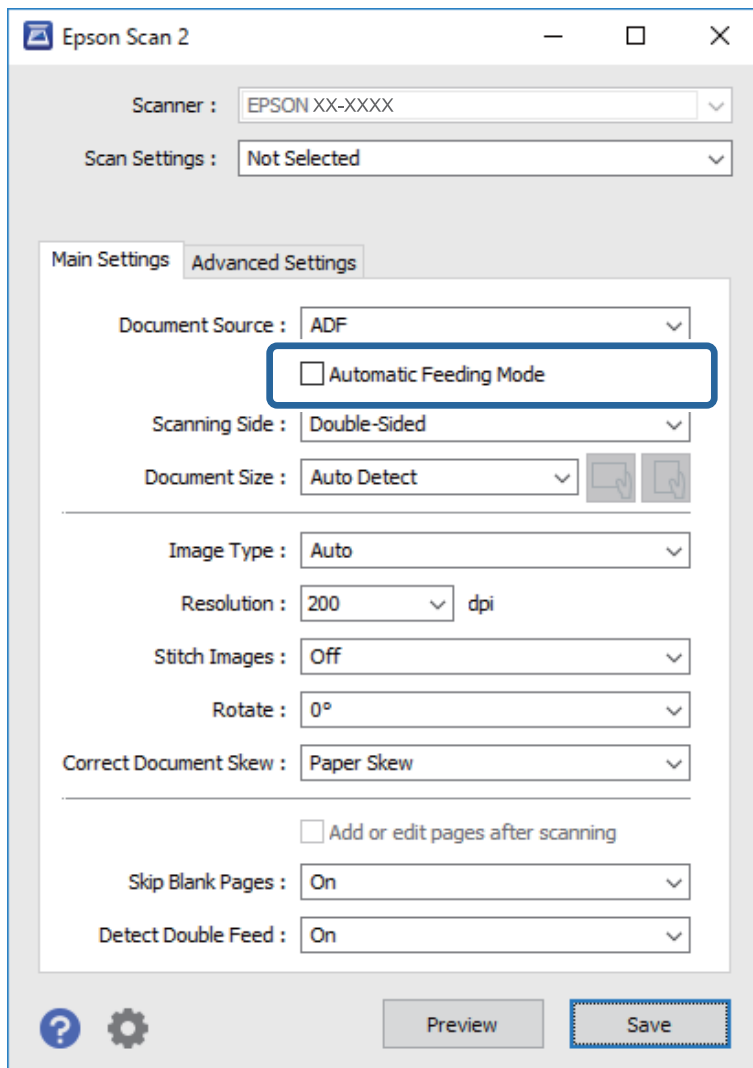 Epson Scan 2
Scanner : EPSON XX-XXXX
Scan Settings : Not Selected
Main Settings Advanced Settings
Document Source : ADF
Automatic Feeding Mode
Scanning Side : Double-Sided
Document Size : Auto Detect
Image Type : Auto
Resolution : 200 dpi
Stitch Images : Off
Rotate : 0°
Correct Document Skew : Paper Skew
Add or edit pages after scanning
Skip Blank Pages : On
Detect Double Feed : On
? Preview Save